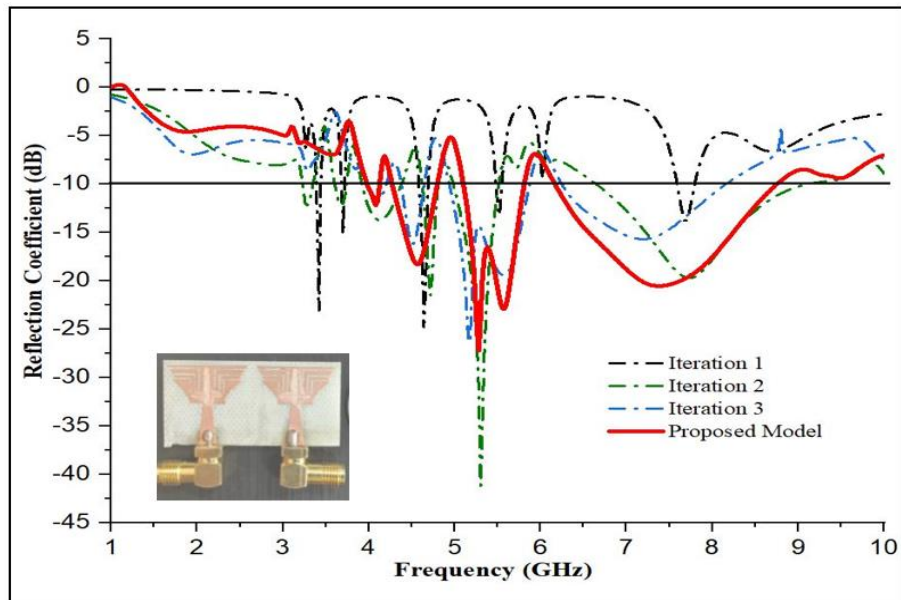 5
0
-5
-10
-15
-20
-25
-30
-35
-40
-45
Reflection Coefficient (dB)
Iteration 1
Iteration 2
Iteration 3
Proposed Model
1 2 3 4 5 6 7 8 9 10
Frequency (GHz)